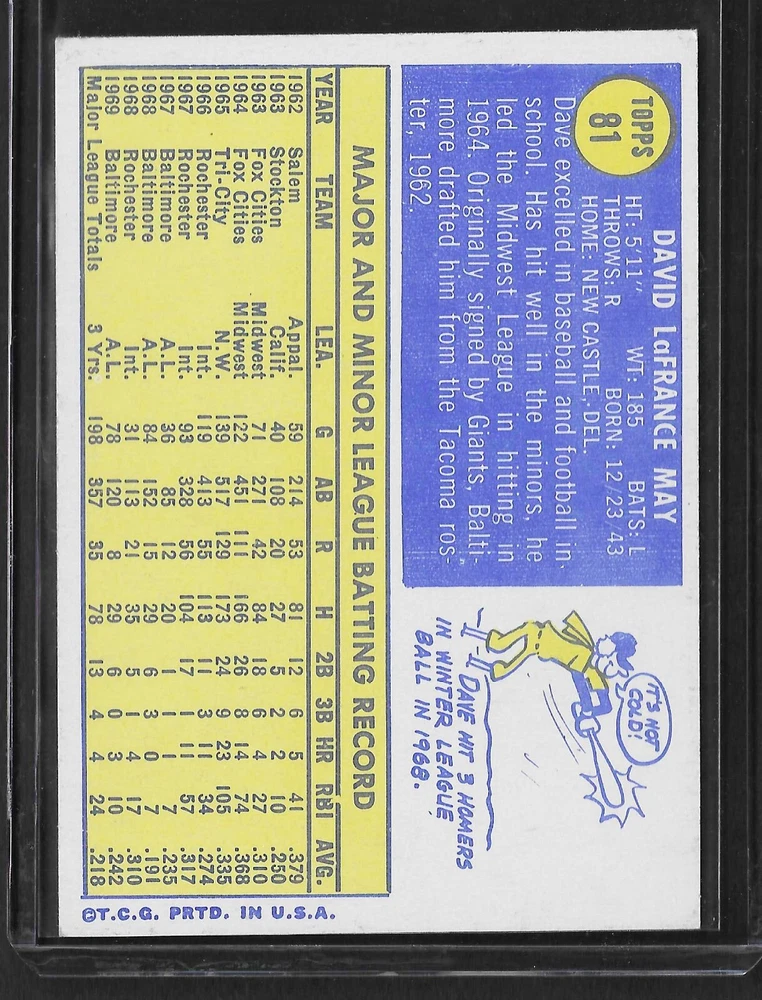 TOPPS
81
DAVID LaFRANCE MAY
HT: 5'11" WT: 185 BATS: L
THROWS: R BORN: 12/23/43
HOME: NEW CASTLE, DEL.
Dave excelled in baseball and football in
school. Has hit well in the minors, he
led the Midwest League in hitting in
1964. Originally signed by Giants, Balti-
more drafted him from the Tacoma ros-
ter, 1962.
IT'S NOT
COLD!
DAVE HIT 3 HOMERS
IN WINTER LEAGUE
BALL IN 1968.
MAJOR AND MINOR LEAGUE BATTING RECORD
YEAR TEAM LEA. G AB R H 2B 3B HR RBI AVG.
1962 Salem Appal. 59 214 53 81 12 6 5 41 .379
1963 Stockton Calif. 40 108 20 27 5 2 2 10 .250
1963 Fox Cities Midwest 71 271 42 84 18 6 4 27 .310
1964 Fox Cities Midwest 122 451 111 166 26 8 14 74 .368
1965 Tri-City N.W. 139 517 129 173 24 9 23 105 .335
1966 Rochester Int. 119 413 55 113 11 3 11 34 .274
1967 Rochester Int. 93 328 56 104 17 1 11 57 .317
1967 Baltimore A.L. 36 85 12 20 1 1 1 7 .235
1968 Baltimore A.L. 84 152 15 29 6 3 0 7 .191
1968 Rochester Int. 31 113 21 35 5 1 4 17 .310
1969 Baltimore A.L. 78 120 8 29 6 0 3 10 .242
Major League Totals 3 Yrs. 198 357 35 78 13 4 4 24 .218
©T.C.G. PRTD. IN U.S.A.